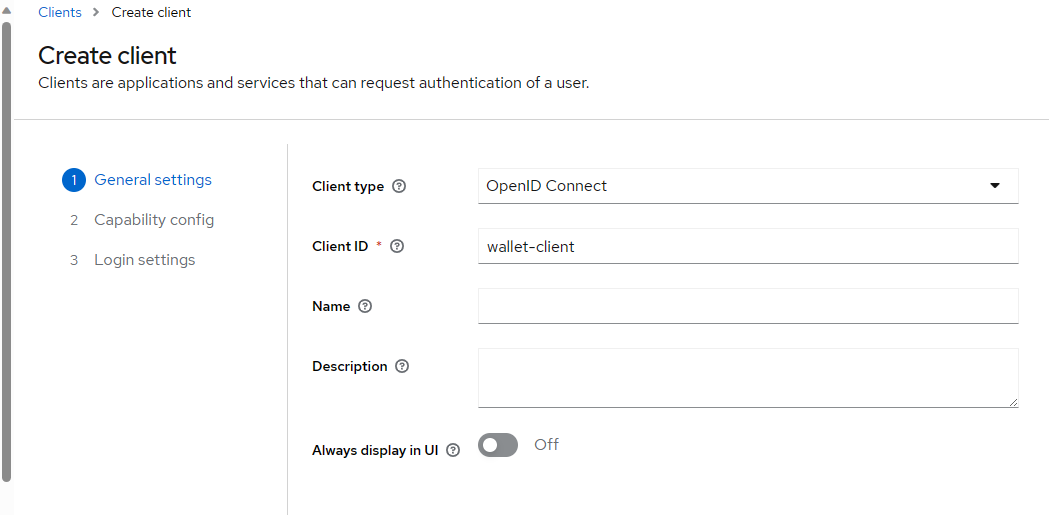 Clients > Create client
Create client
Clients are applications and services that can request authentication of a user.
1 General settings
2 Capability config
3 Login settings
Client type ? OpenID Connect
Client ID * ? wallet-client
Name ?
Description ?
Always display in UI ? Off